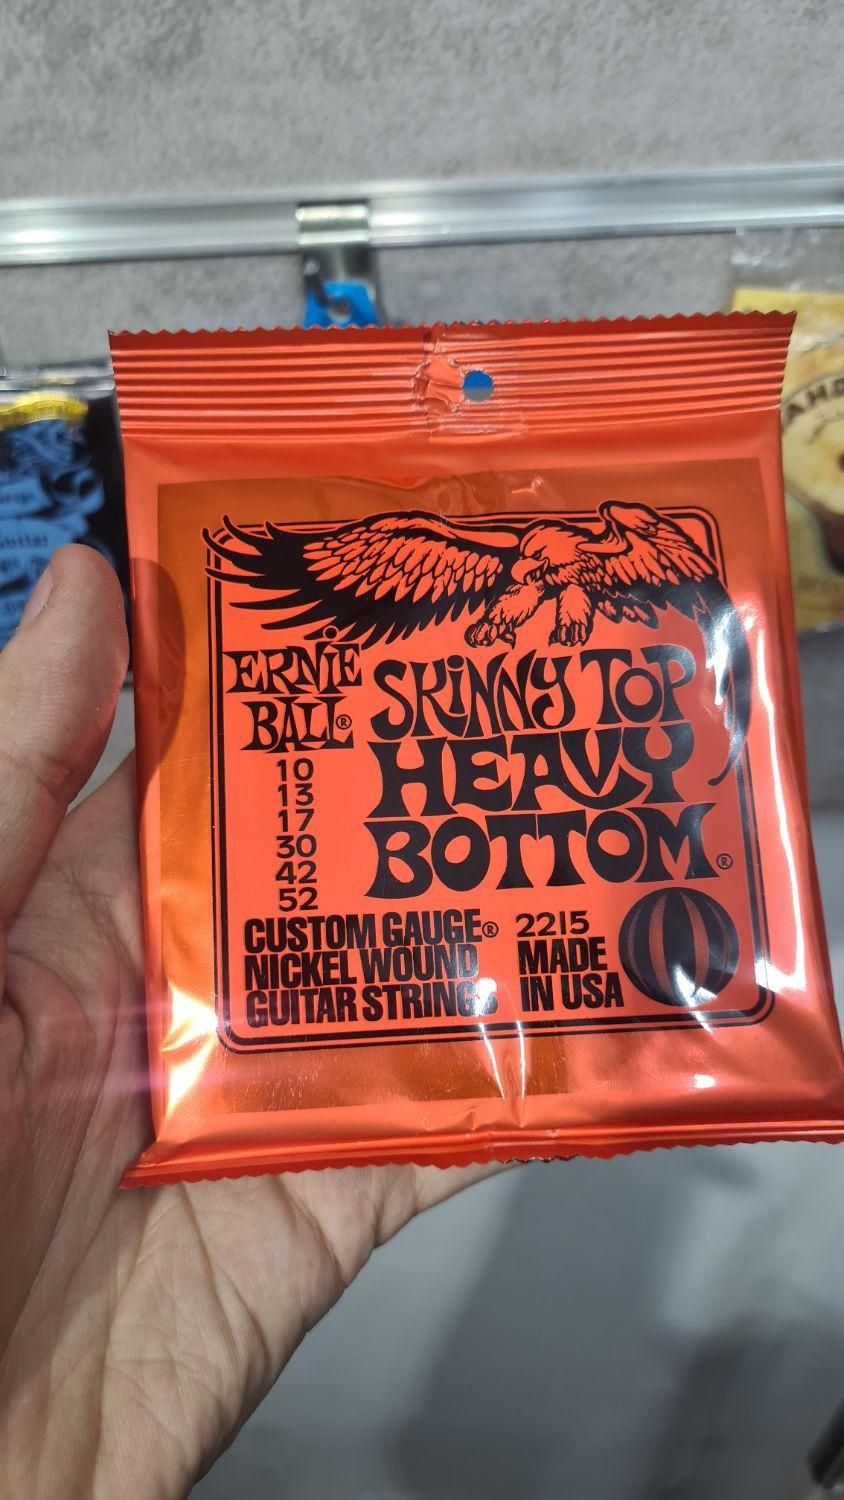 ERNIE
BALL®
10
13
17
30
42
52
SKINNY TOP
HEAVY
BOTTOM®
CUSTOM GAUGE®
NICKEL WOUND
GUITAR STRINGS
2215
MADE
IN USA